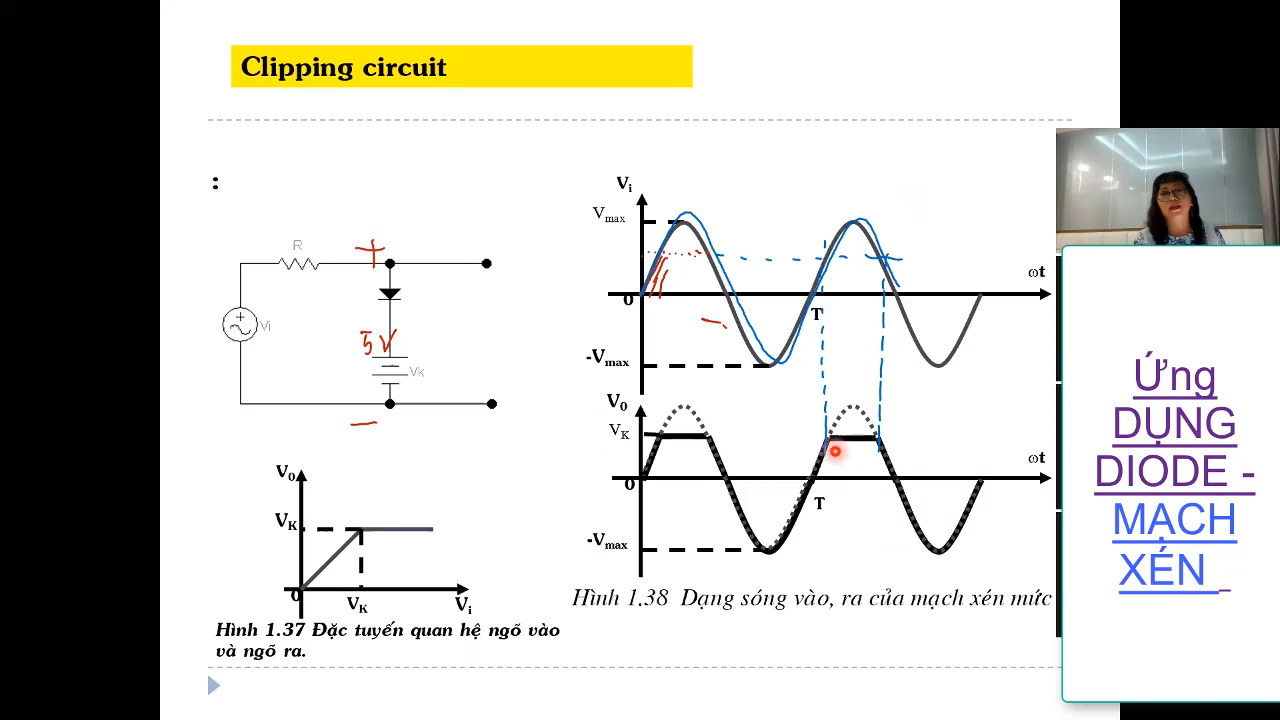 Clipping circuit
:
R
Vi
5V
Vk
Vi
Vmax
0
T
ωt
-Vmax
V0
VK
0
T
ωt
-Vmax
V0
VK
0
VK
Vi
Hình 1.37 Đặc tuyến quan hệ ngõ vào
và ngõ ra.
Hình 1.38 Dạng sóng vào, ra của mạch xén mức
Ứng
DỤNG
DIODE -
MẠCH
XÉN _